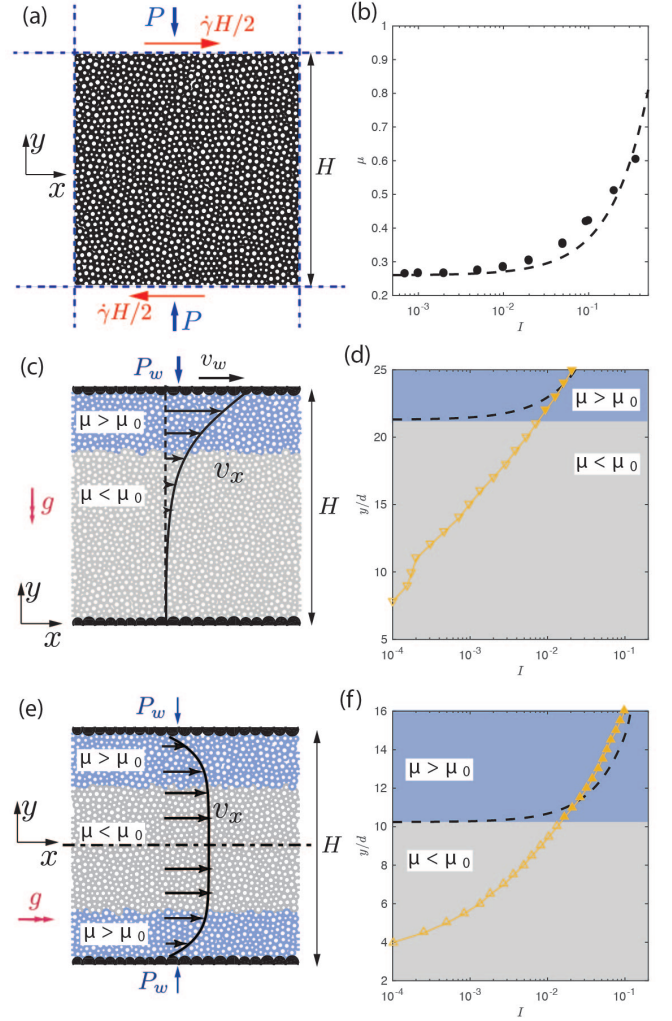 (a)
P
γ̇H/2
y
x
H
γ̇H/2
P
(b)
1
0.9
0.8
0.7
0.6
0.5
0.4
0.3
0.2
μ
10⁻³
10⁻²
10⁻¹
I
(c)
P_w
v_w
μ > μ₀
v_x
μ < μ₀
g
H
y
x
(d)
25
20
15
10
5
y/d
μ > μ₀
μ < μ₀
10⁻⁴
10⁻³
10⁻²
10⁻¹
I
(e)
P_w
μ > μ₀
v_x
y
μ < μ₀
x
H
g
μ > μ₀
P_w
(f)
16
14
12
10
8
6
4
2
y/d
μ > μ₀
μ < μ₀
10⁻⁴
10⁻³
10⁻²
10⁻¹
I